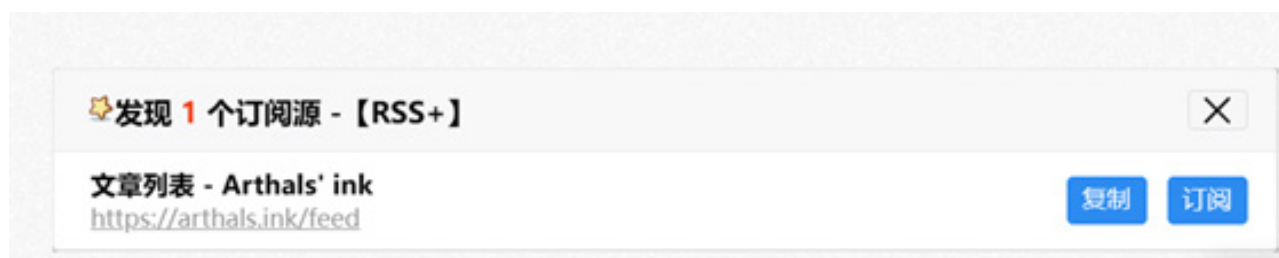 发现 1 个订阅源 -【RSS+】
文章列表 - Arthals' ink
https://arthals.ink/feed
复制 订阅